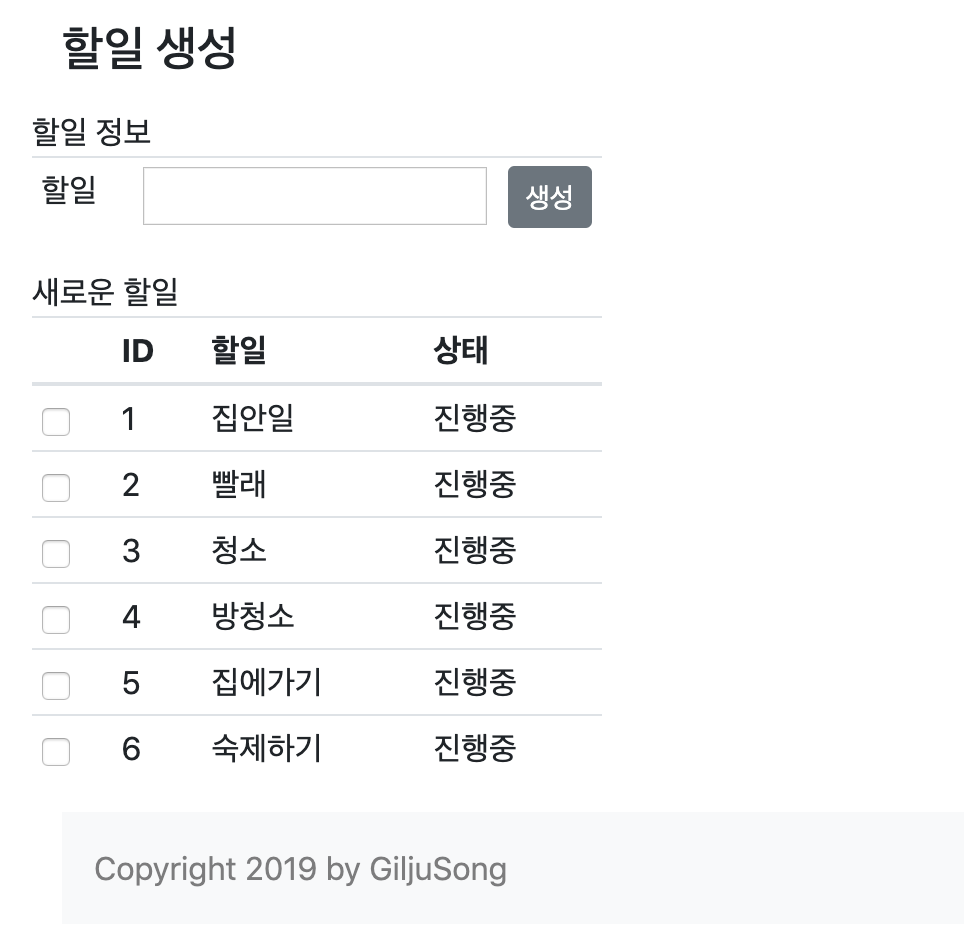 할일 생성
할일 정보
할일 생성
새로운 할일
ID 할일 상태
1 집안일 진행중
2 빨래 진행중
3 청소 진행중
4 방청소 진행중
5 집에가기 진행중
6 숙제하기 진행중
Copyright 2019 by GiljuSong